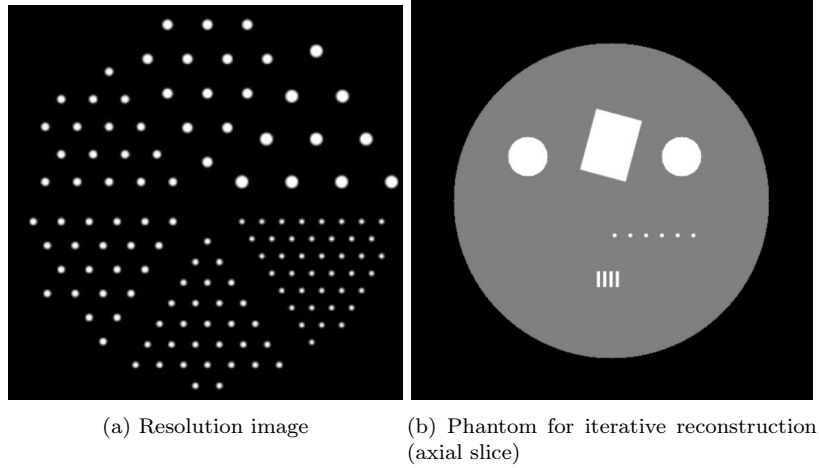 (a) Resolution image
(b) Phantom for iterative reconstruction
(axial slice)